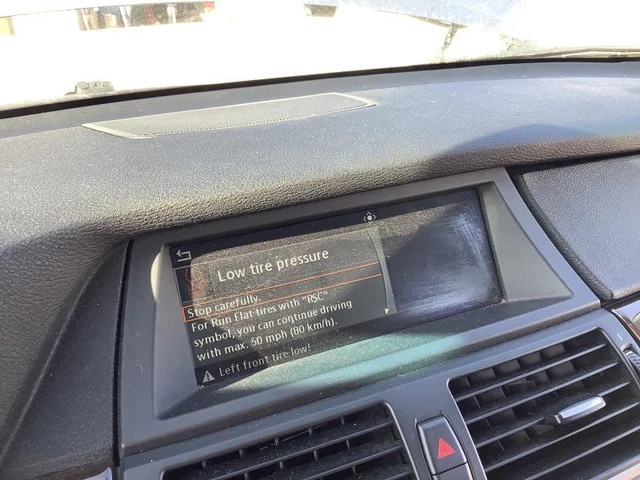 Low tire pressure
Stop carefully.
For Run Flat tires with "RSC"
symbol, you can continue driving
with max. 50 mph (80 km/h).
Left front tire low!